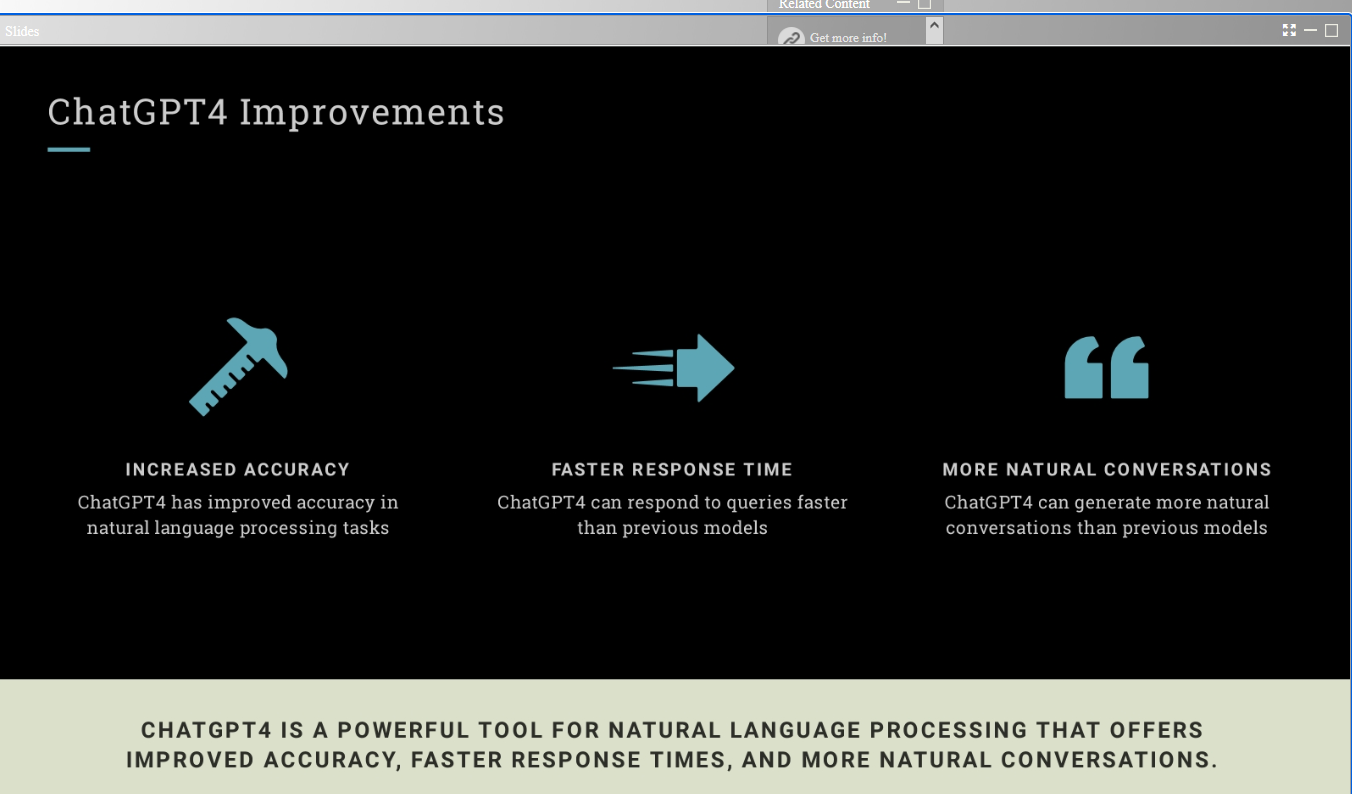 Related Content
Slides
Get more info!
ChatGPT4 Improvements
INCREASED ACCURACY
ChatGPT4 has improved accuracy in
natural language processing tasks
FASTER RESPONSE TIME
ChatGPT4 can respond to queries faster
than previous models
MORE NATURAL CONVERSATIONS
ChatGPT4 can generate more natural
conversations than previous models
CHATGPT4 IS A POWERFUL TOOL FOR NATURAL LANGUAGE PROCESSING THAT OFFERS
IMPROVED ACCURACY, FASTER RESPONSE TIMES, AND MORE NATURAL CONVERSATIONS.